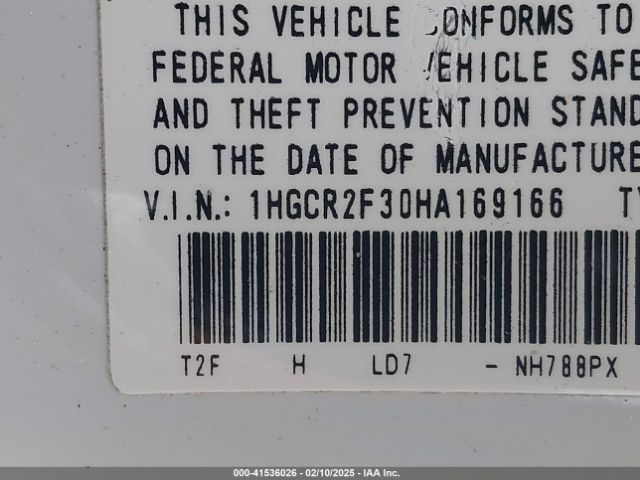 THIS VEHICLE CONFORMS TO
FEDERAL MOTOR VEHICLE SAFE
AND THEFT PREVENTION STAND
ON THE DATE OF MANUFACTURE
V.I.N.: 1HGCR2F30HA169166 TY
T2F H LD7 - NH788PX
000-41536026 - 02/10/2025 - IAA Inc.